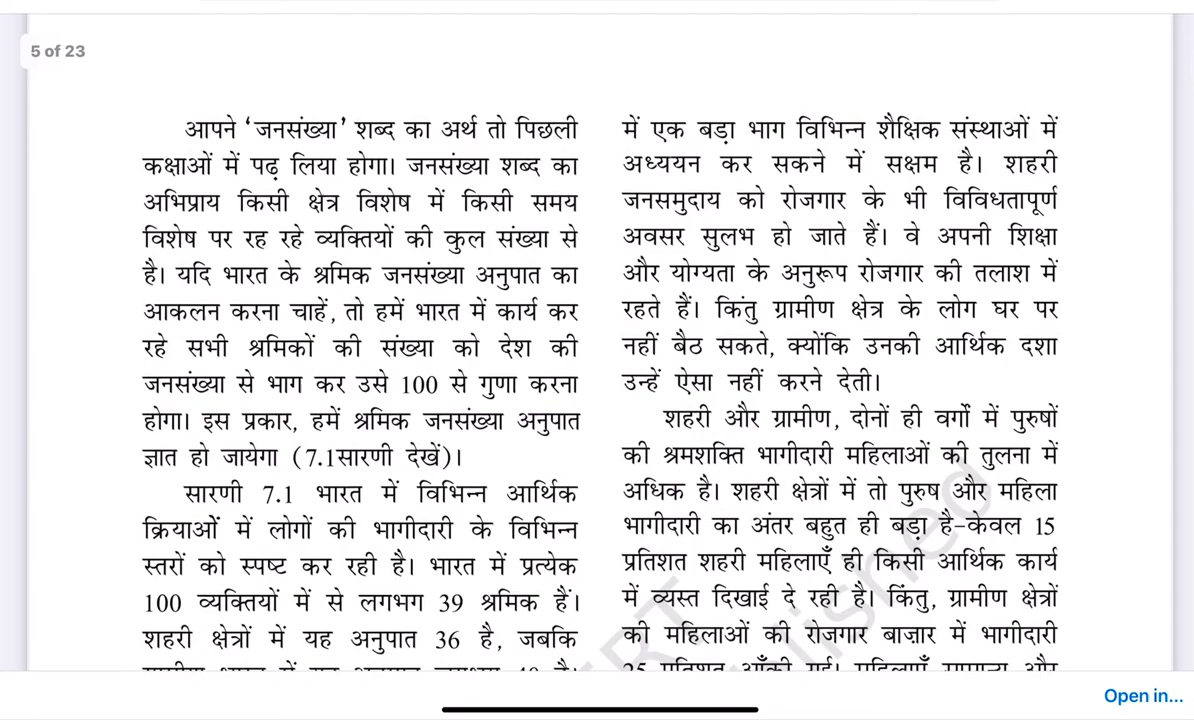 5 of 23
आपने ‘जनसंख्या’ शब्द का अर्थ तो पिछली
कक्षाओं में पढ़ लिया होगा। जनसंख्या शब्द का
अभिप्राय किसी क्षेत्र विशेष में किसी समय
विशेष पर रह रहे व्यक्तियों की कुल संख्या से
है। यदि भारत के श्रमिक जनसंख्या अनुपात का
आकलन करना चाहें, तो हमें भारत में कार्य कर
रहे सभी श्रमिकों की संख्या को देश की
जनसंख्या से भाग कर उसे 100 से गुणा करना
होगा। इस प्रकार, हमें श्रमिक जनसंख्या अनुपात
ज्ञात हो जायेगा (7.1सारणी देखें)।
सारणी 7.1 भारत में विभिन्न आर्थिक
क्रियाओें में लोगों की भागीदारी के विभिन्न
स्तरों को स्पष्ट कर रही है। भारत में प्रत्येक
100 व्यक्तियों में से लगभग 39 श्रमिक हैं।
शहरी क्षेत्रों में यह अनुपात 36 है, जबकि
में एक बड़ा भाग विभिन्न शैक्षिक संस्थाओं में
अध्ययन कर सकने में सक्षम है। शहरी
जनसमुदाय को रोजगार के भी विविधतापूर्ण
अवसर सुलभ हो जाते हैं। वे अपनी शिक्षा
और योग्यता के अनुरूप रोजगार की तलाश में
रहते हैं। किंतु ग्रामीण क्षेत्र के लोग घर पर
नहीं बैठ सकते, क्योंकि उनकी आर्थिक दशा
उन्हें ऐसा नहीं करने देती।
शहरी और ग्रामीण, दोनों ही वर्गों में पुरुषों
की श्रमशक्ति भागीदारी महिलाओं की तुलना में
अधिक है। शहरी क्षेत्रों में तो पुरुष और महिला
भागीदारी का अंतर बहुत ही बड़ा है-केवल 15
प्रतिशत शहरी महिलाएँ ही किसी आर्थिक कार्य
में व्यस्त दिखाई दे रही है। किंतु, ग्रामीण क्षेत्रों
की महिलाओं की रोजगार बाज़ार में भागीदारी
Open in...